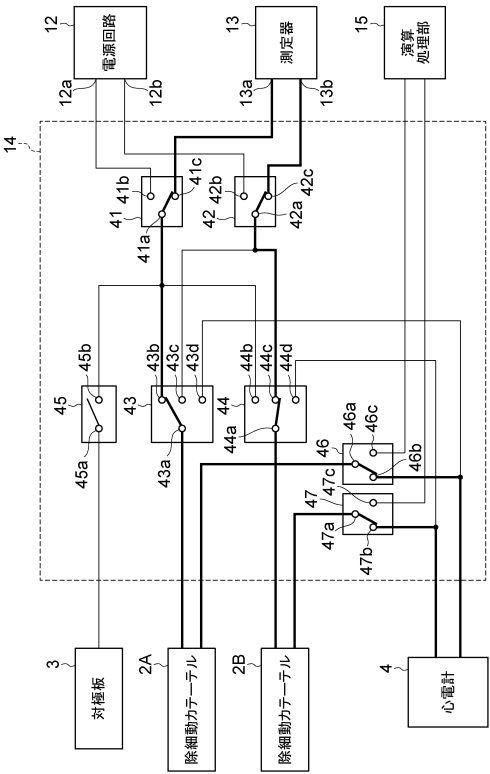 12
電源回路
12a
12b
13
測定器
13a
13b
15
演算
処理部
14
41b
41c
41
41a
42b
42c
42
42a
45b
45
45a
43b
43c
43d
43
43a
44b
44c
44d
44
44a
46
46a
46c
46b
47c
47
47a
47b
3
対極板
2A
除細動カテーテル
2B
除細動カテーテル
4
心電計